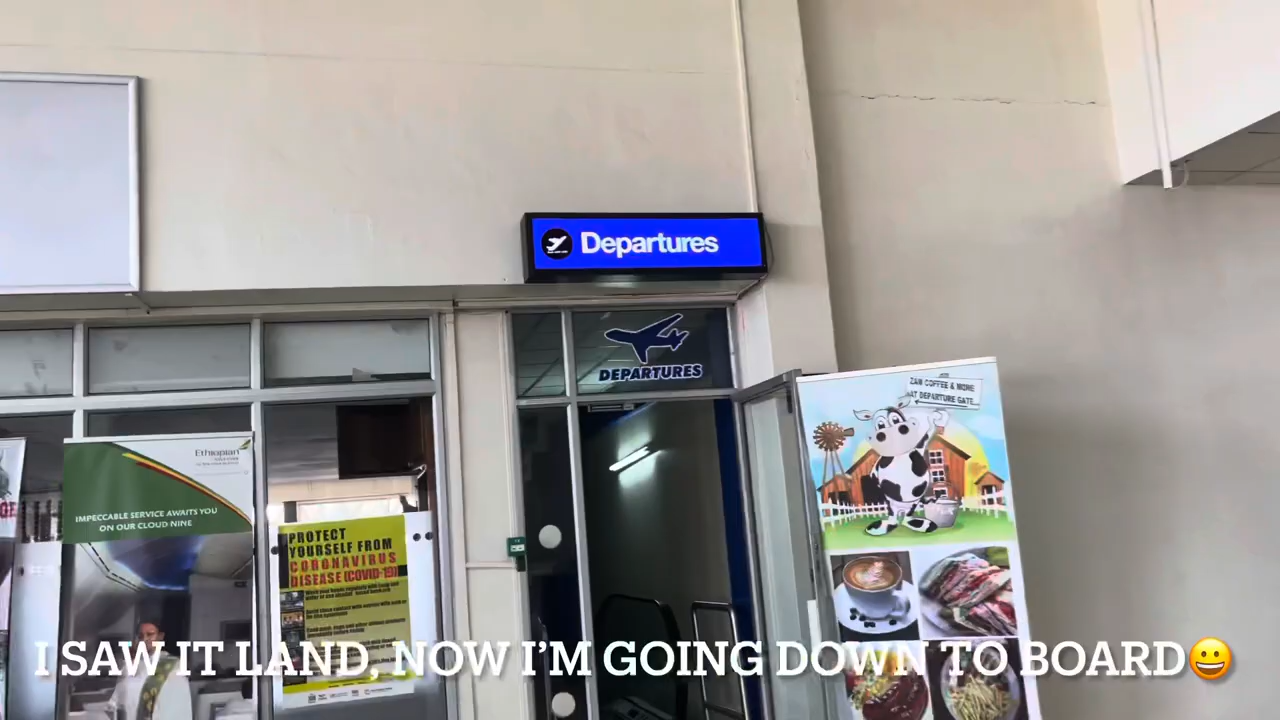 Departures
DEPARTURES
ZAM COFFEE & MORE
AT DEPARTURE GATE...
Ethiopian
IMPECCABLE SERVICE AWAITS YOU
ON OUR CLOUD NINE
PROTECT
YOURSELF FROM
CORONAVIRUS
DISEASE (COVID-19)
I SAW IT LAND, NOW I'M GOING DOWN TO BOARD😀